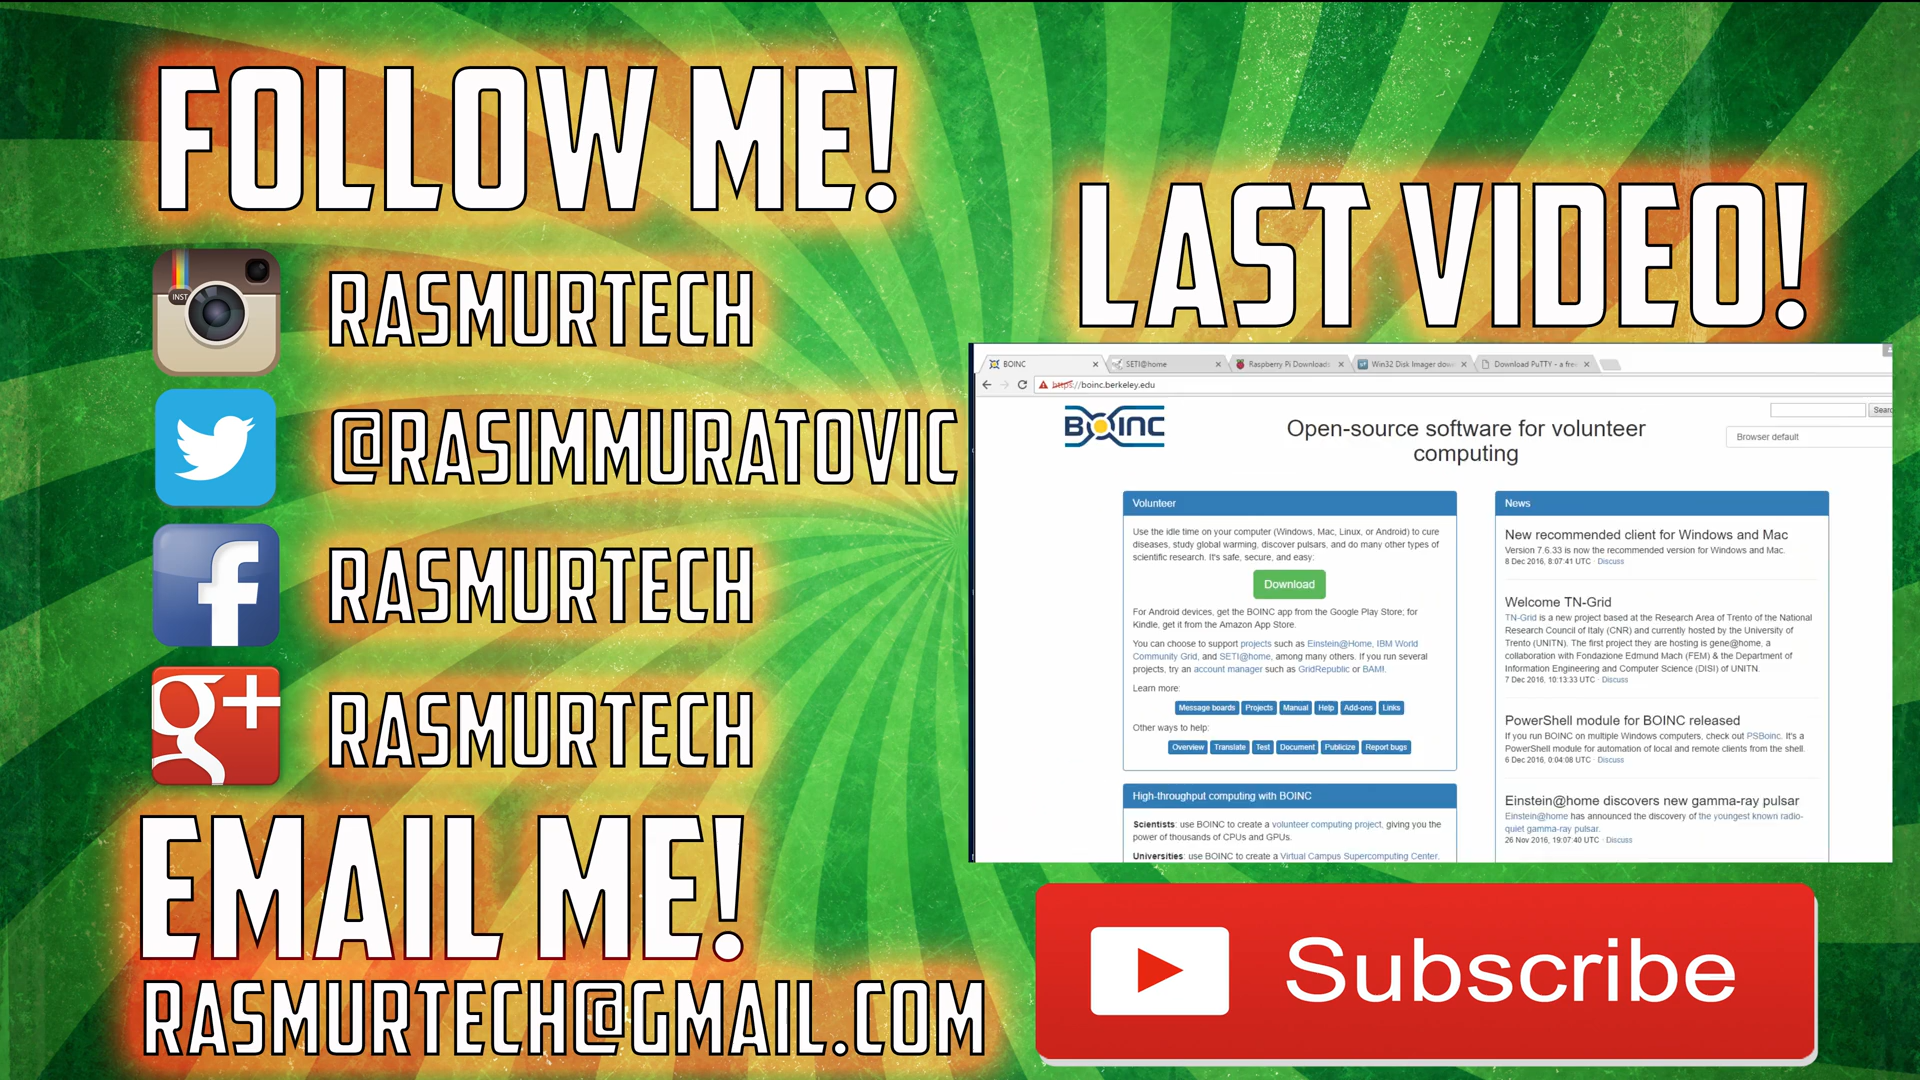 FOLLOW ME!
INST
RASMURTECH
@RASIMMURATOVIC
RASMURTECH
g+
RASMURTECH
EMAIL ME!
RASMURTECH@GMAIL.COM
LAST VIDEO!
BOINC
SETI@home
Raspberry Pi Downloads
Win32 Disk Imager dow
Download PuTTY - a fre
https://boinc.berkeley.edu
BOINC
Open-source software for volunteer
computing
Sear
Browser default
Volunteer
Use the idle time on your computer (Windows, Mac, Linux, or Android) to cure
diseases, study global warming, discover pulsars, and do many other types of
scientific research. It's safe, secure, and easy:
Download
For Android devices, get the BOINC app from the Google Play Store; for
Kindle, get it from the Amazon App Store.
You can choose to support projects such as Einstein@Home, IBM World
Community Grid, and SETI@home, among many others. If you run several
projects, try an account manager such as GridRepublic or BAM!.
Learn more:
Message boards Projects Manual Help Add-ons Links
Other ways to help:
Overview Translate Test Document Publicize Report bugs
High-throughput computing with BOINC
Scientists: use BOINC to create a volunteer computing project, giving you the
power of thousands of CPUs and GPUs.
Universities: use BOINC to create a Virtual Campus Supercomputing Center.
News
New recommended client for Windows and Mac
Version 7.6.33 is now the recommended version for Windows and Mac.
8 Dec 2016, 8:07:41 UTC · Discuss
Welcome TN-Grid
TN-Grid is a new project based at the Research Area of Trento of the National
Research Council of Italy (CNR) and currently hosted by the University of
Trento (UNITN). The first project they are hosting is gene@home, a
collaboration with Fondazione Edmund Mach (FEM) & the Department of
Information Engineering and Computer Science (DISI) of UNITN.
7 Dec 2016, 10:13:33 UTC · Discuss
PowerShell module for BOINC released
If you run BOINC on multiple Windows computers, check out PSBoinc. It's a
PowerShell module for automation of local and remote clients from the shell.
6 Dec 2016, 0:04:08 UTC · Discuss
Einstein@home discovers new gamma-ray pulsar
Einstein@home has announced the discovery of the youngest known radio-
quiet gamma-ray pulsar.
26 Nov 2016, 19:07:40 UTC · Discuss
Subscribe